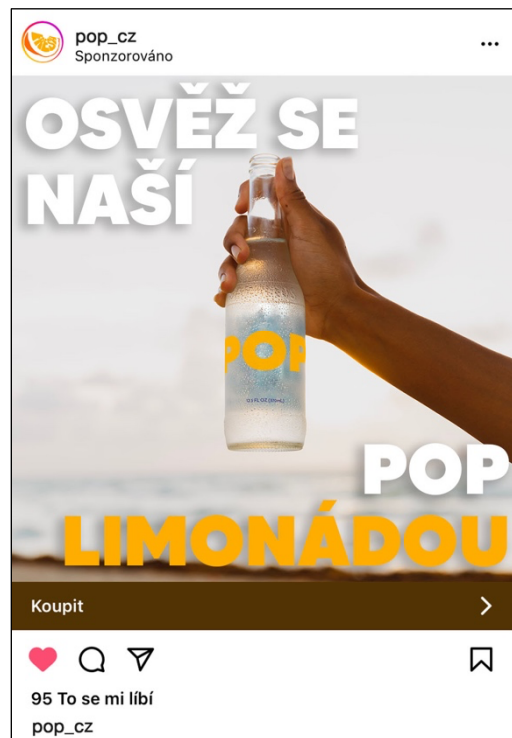 pop_cz
Sponzorováno
OSVĚŽ SE
NAŠÍ
POP
POP
LIMONÁDOU
Koupit
95 To se mi líbí
pop_cz